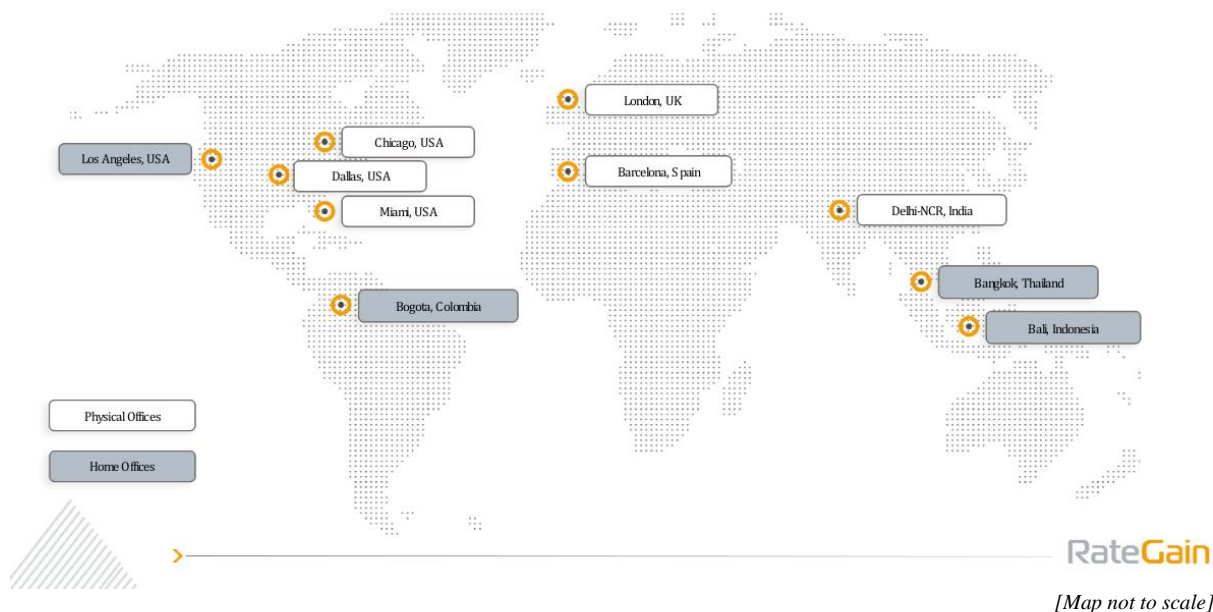 London, UK
Chicago, USA
Los Angeles, USA
Dallas, USA
Barcelona, Spain
Miami, USA
Delhi-NCR, India
Bangkok, Thailand
Bogota, Colombia
Bali, Indonesia
Physical Offices
Home Offices
RateGain
[Map not to scale]